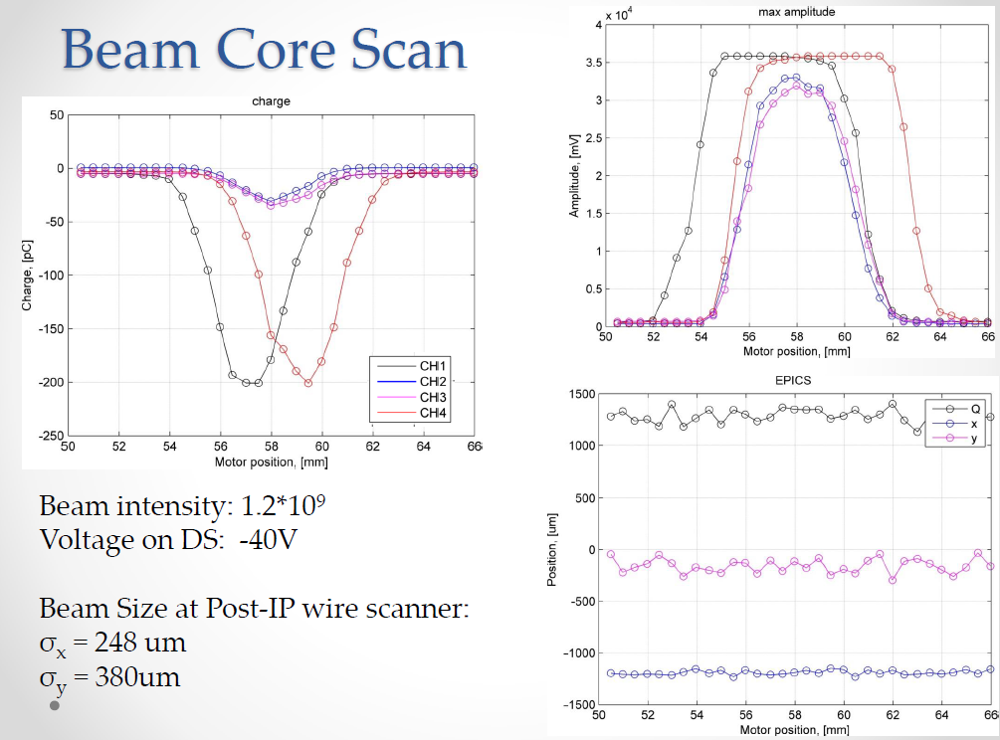 Beam Core Scan
charge
50
0
-50
-100
-150
-200
-250
Charge, [pC]
CH1
CH2
CH3
CH4
50 52 54 56 58 60 62 64 66
Motor position, [mm]
max amplitude
x 10⁴
4
3.5
3
2.5
2
1.5
1
0.5
0
Amplitude, [mV]
50 52 54 56 58 60 62 64 66
Motor position, [mm]
EPICS
1500
1000
500
0
-500
-1000
-1500
Position, [um]
Q
x
y
50 52 54 56 58 60 62 64 66
Motor position, [mm]
Beam intensity: 1.2*10⁹
Voltage on DS: -40V
Beam Size at Post-IP wire scanner:
σx = 248 um
σy = 380um